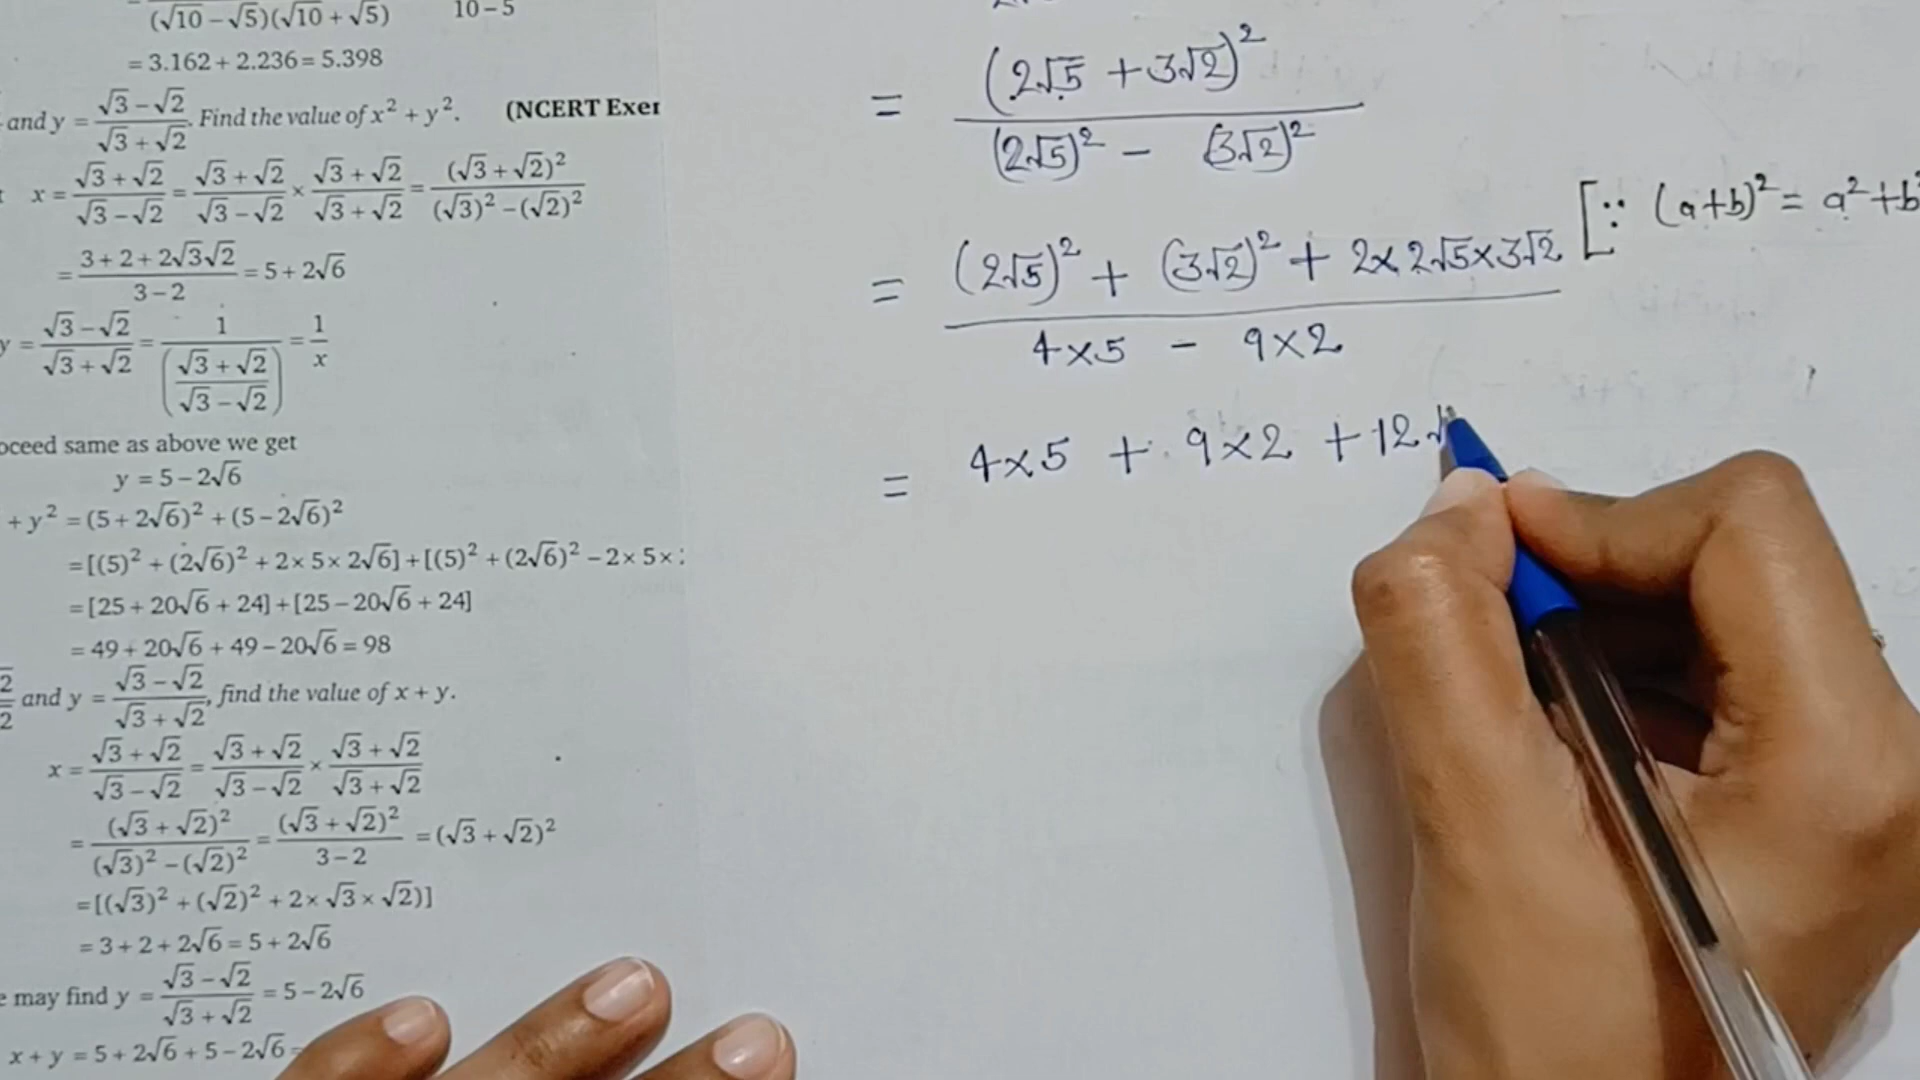 (√10 − √5)(√10 + √5) 10 − 5
= 3.162 + 2.236 = 5.398
and y = (√3 − √2)/(√3 + √2). Find the value of x² + y². (NCERT Exer
x = (√3 + √2)/(√3 − √2) = (√3 + √2)/(√3 − √2) × (√3 + √2)/(√3 + √2) = (√3 + √2)²/((√3)² − (√2)²)
= (3 + 2 + 2√3√2)/(3 − 2) = 5 + 2√6
y = (√3 − √2)/(√3 + √2) = 1/((√3 + √2)/(√3 − √2)) = 1/x
oceed same as above we get
y = 5 − 2√6
+ y² = (5 + 2√6)² + (5 − 2√6)²
= [(5)² + (2√6)² + 2 × 5 × 2√6] + [(5)² + (2√6)² − 2 × 5 ×
= [25 + 20√6 + 24] + [25 − 20√6 + 24]
= 49 + 20√6 + 49 − 20√6 = 98
2/2 and y = (√3 − √2)/(√3 + √2), find the value of x + y.
x = (√3 + √2)/(√3 − √2) = (√3 + √2)/(√3 − √2) × (√3 + √2)/(√3 + √2)
= (√3 + √2)²/((√3)² − (√2)²) = (√3 + √2)²/(3 − 2) = (√3 + √2)²
= [(√3)² + (√2)² + 2 × √3 × √2)]
= 3 + 2 + 2√6 = 5 + 2√6
e may find y = (√3 − √2)/(√3 + √2) = 5 − 2√6
x + y = 5 + 2√6 + 5 − 2√6 =
= (2√5 + 3√2)²/((2√5)² − (3√2)²)
= ((2√5)² + (3√2)² + 2×2√5×3√2)/(4×5 − 9×2) [∵ (a+b)² = a²+b²
= 4×5 + 9×2 + 12√